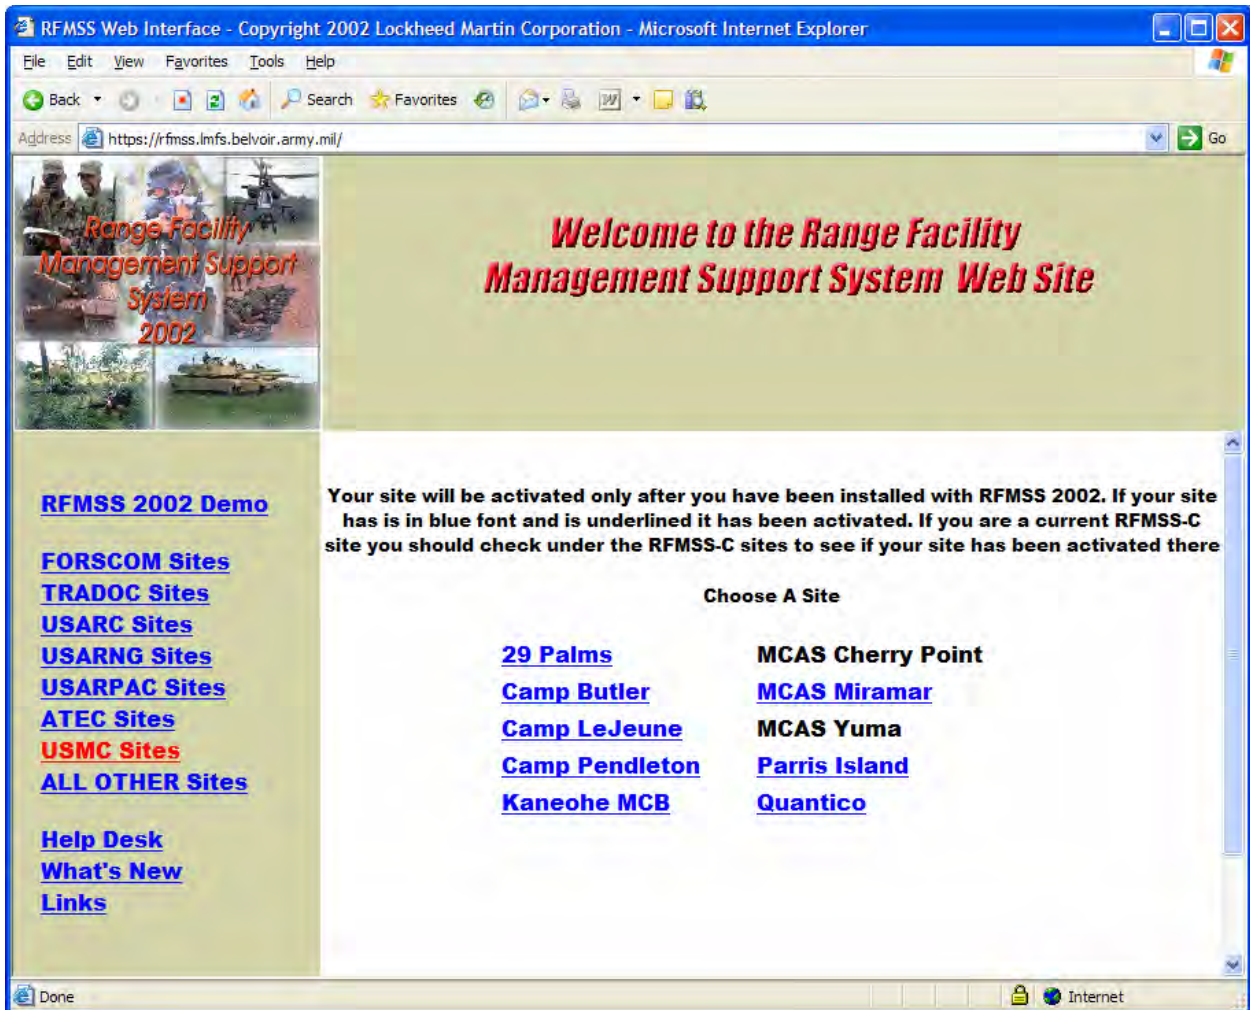 RFMSS Web Interface - Copyright 2002 Lockheed Martin Corporation - Microsoft Internet Explorer
File Edit View Favorites Tools Help
Back Search Favorites
Address https://rfmss.lmfs.belvoir.army.mil/ Go
Range Facility
Management Support
System
2002
Welcome to the Range Facility
Management Support System Web Site
RFMSS 2002 Demo
FORSCOM Sites
TRADOC Sites
USARC Sites
USARNG Sites
USARPAC Sites
ATEC Sites
USMC Sites
ALL OTHER Sites
Help Desk
What's New
Links
Your site will be activated only after you have been installed with RFMSS 2002. If your site
has is in blue font and is underlined it has been activated. If you are a current RFMSS-C
site you should check under the RFMSS-C sites to see if your site has been activated there
Choose A Site
29 Palms MCAS Cherry Point
Camp Butler MCAS Miramar
Camp LeJeune MCAS Yuma
Camp Pendleton Parris Island
Kaneohe MCB Quantico
Done Internet